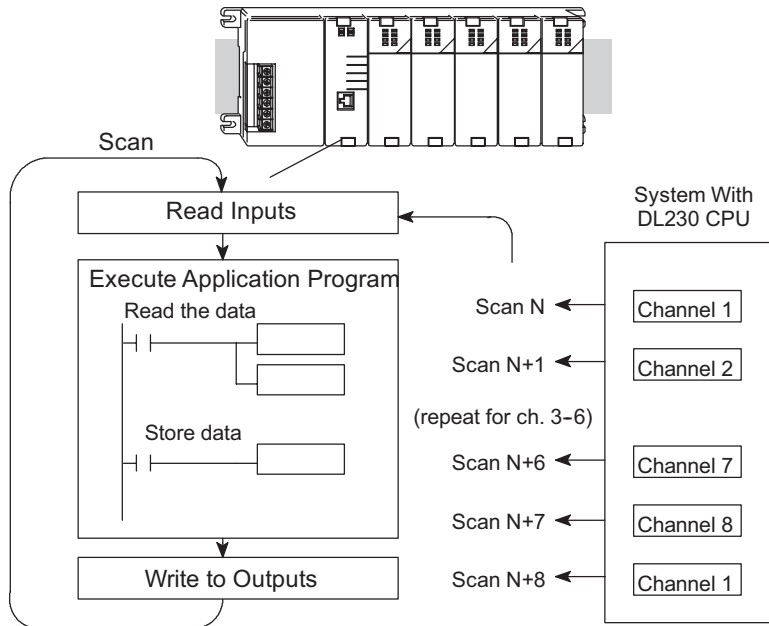 Scan
Read Inputs
Execute Application Program
Read the data
Store data
Write to Outputs
System With
DL230 CPU
Scan N
Channel 1
Scan N+1
Channel 2
(repeat for ch. 3-6)
Scan N+6
Channel 7
Scan N+7
Channel 8
Scan N+8
Channel 1